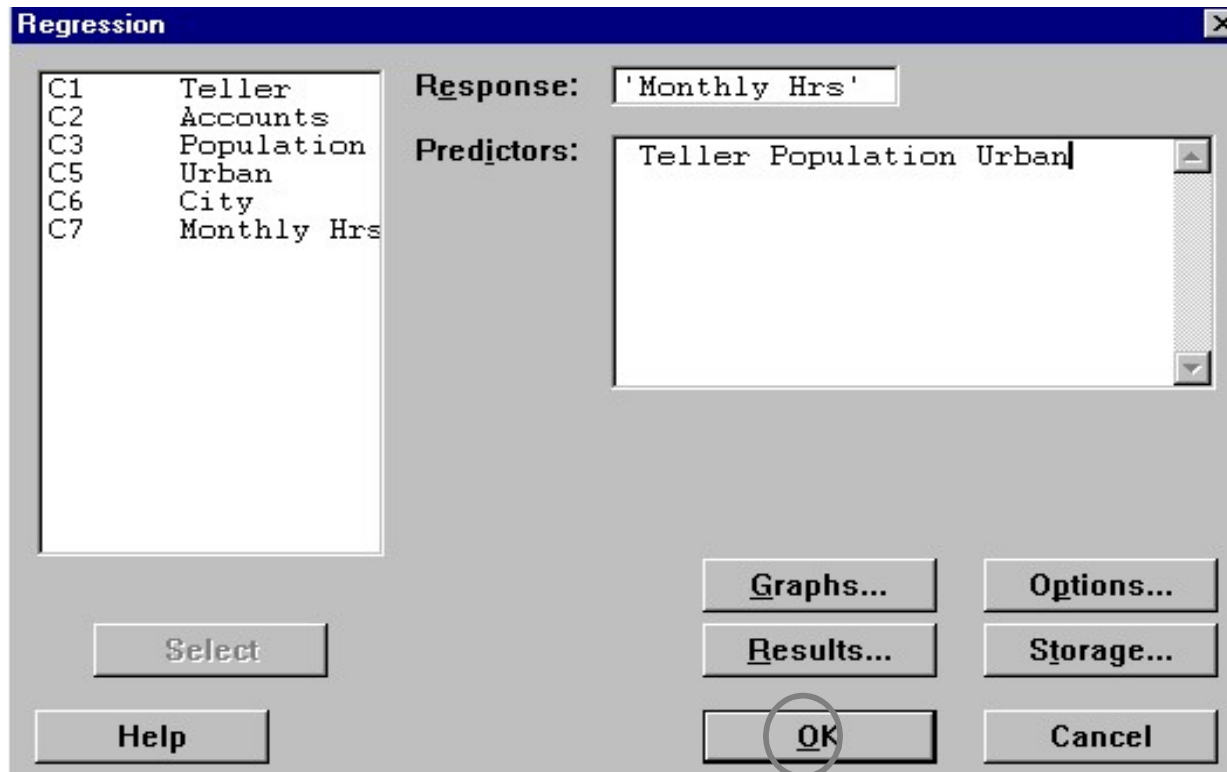 Regression
C1 Teller
C2 Accounts
C3 Population
C5 Urban
C6 City
C7 Monthly Hrs
Response: 'Monthly Hrs'
Predictors: Teller Population Urban
Graphs... Options...
Select Results... Storage...
Help OK Cancel